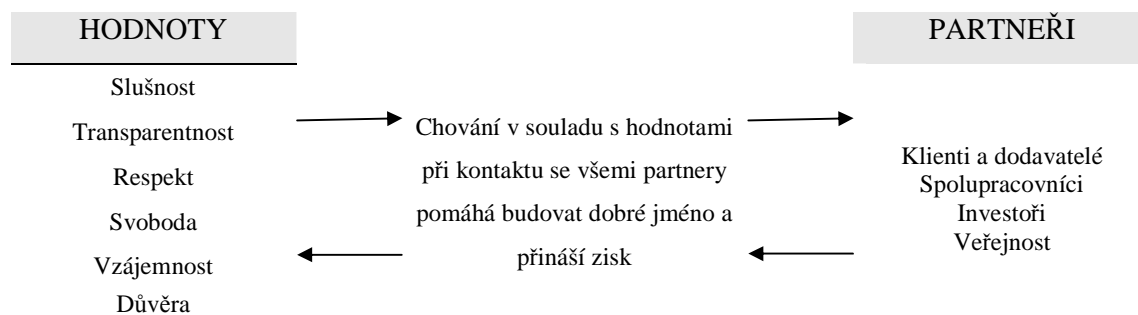 HODNOTY
Slušnost
Transparentnost
Respekt
Svoboda
Vzájemnost
Důvěra
Chování v souladu s hodnotami
při kontaktu se všemi partnery
pomáhá budovat dobré jméno a
přináší zisk
PARTNEŘI
Klienti a dodavatelé
Spolupracovníci
Investoři
Veřejnost